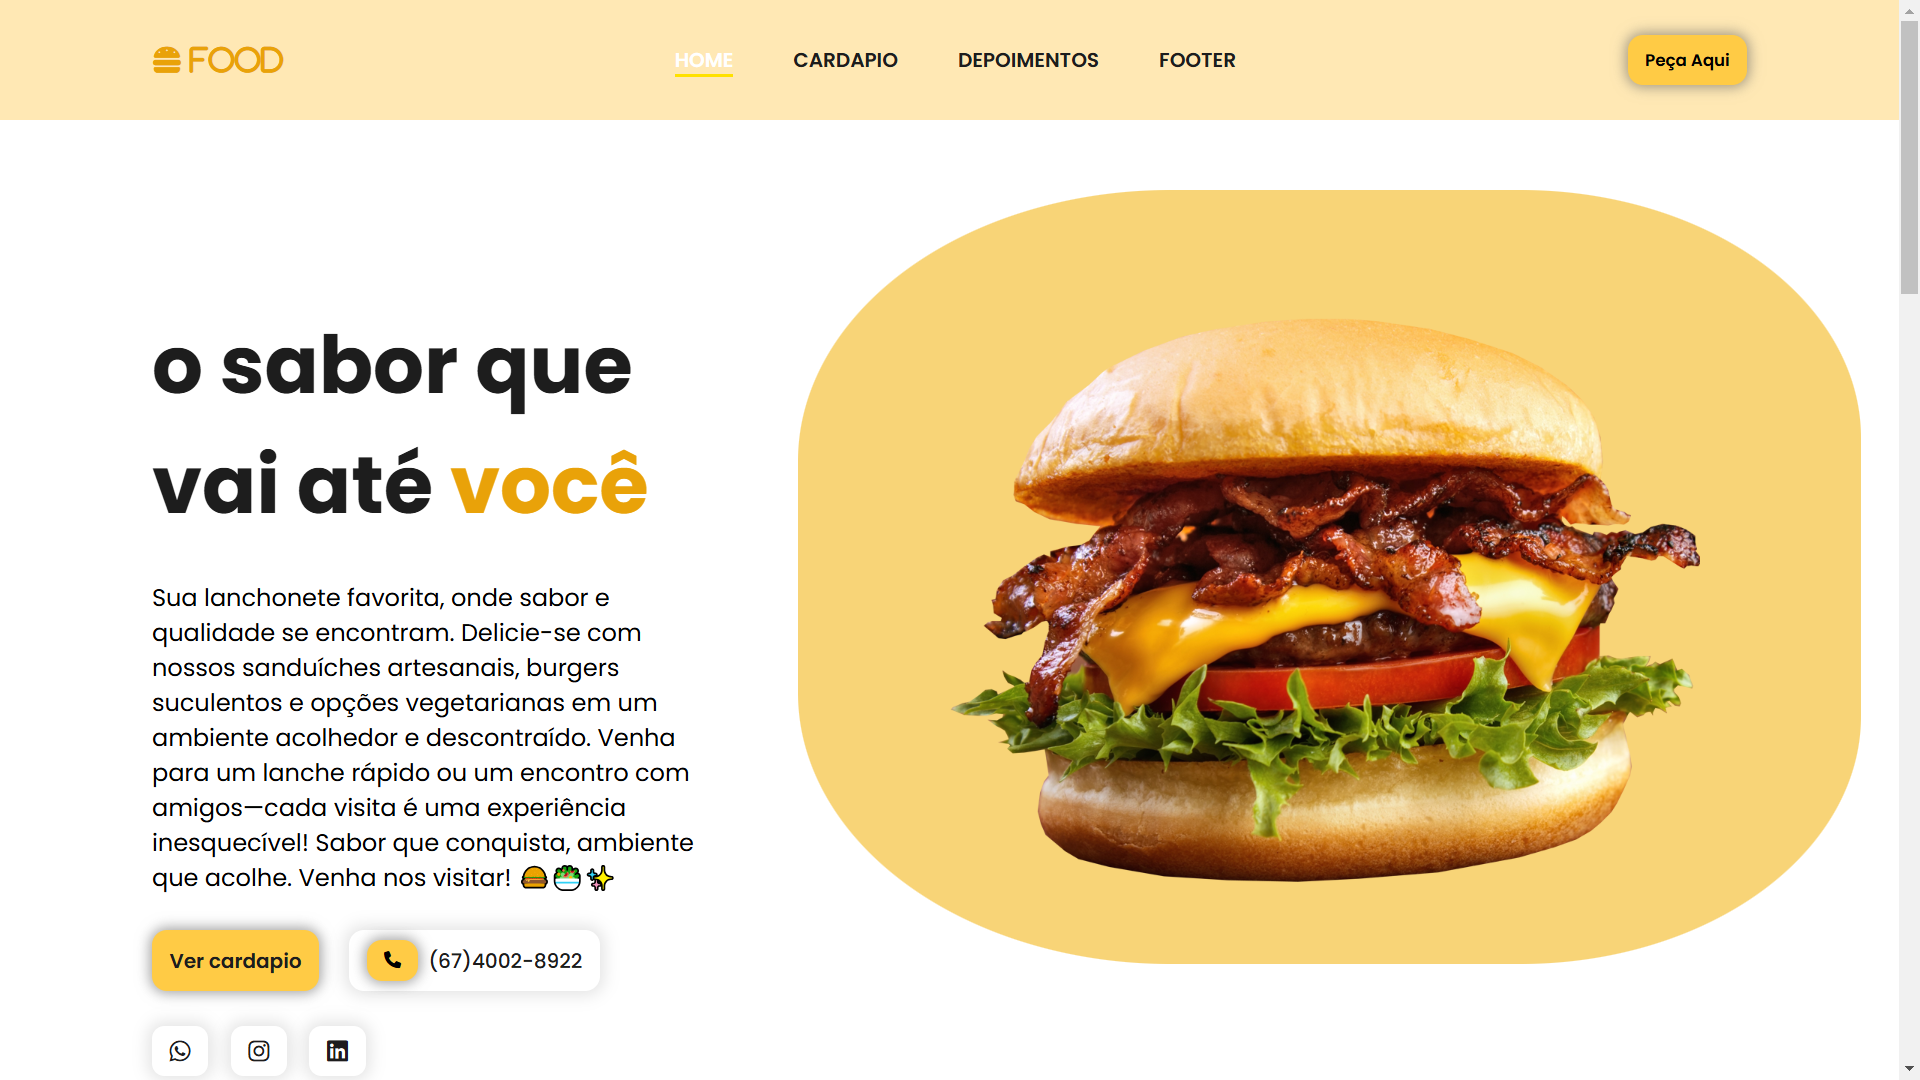 FOOD
HOME
CARDAPIO
DEPOIMENTOS
FOOTER
Peça Aqui
o sabor que
vai até você
Sua lanchonete favorita, onde sabor e
qualidade se encontram. Delicie-se com
nossos sanduíches artesanais, burgers
suculentos e opções vegetarianas em um
ambiente acolhedor e descontraído. Venha
para um lanche rápido ou um encontro com
amigos—cada visita é uma experiência
inesquecível! Sabor que conquista, ambiente
que acolhe. Venha nos visitar! 🍔🥗✨
Ver cardapio
(67)4002-8922